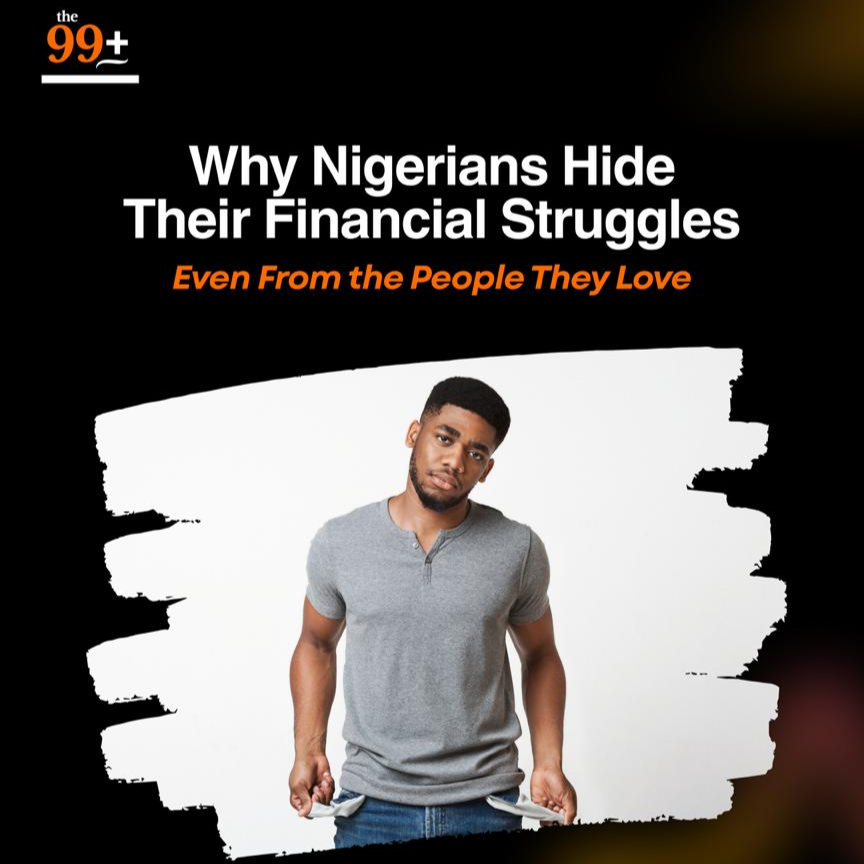 the
99+
Why Nigerians Hide
Their Financial Struggles
Even From the People They Love